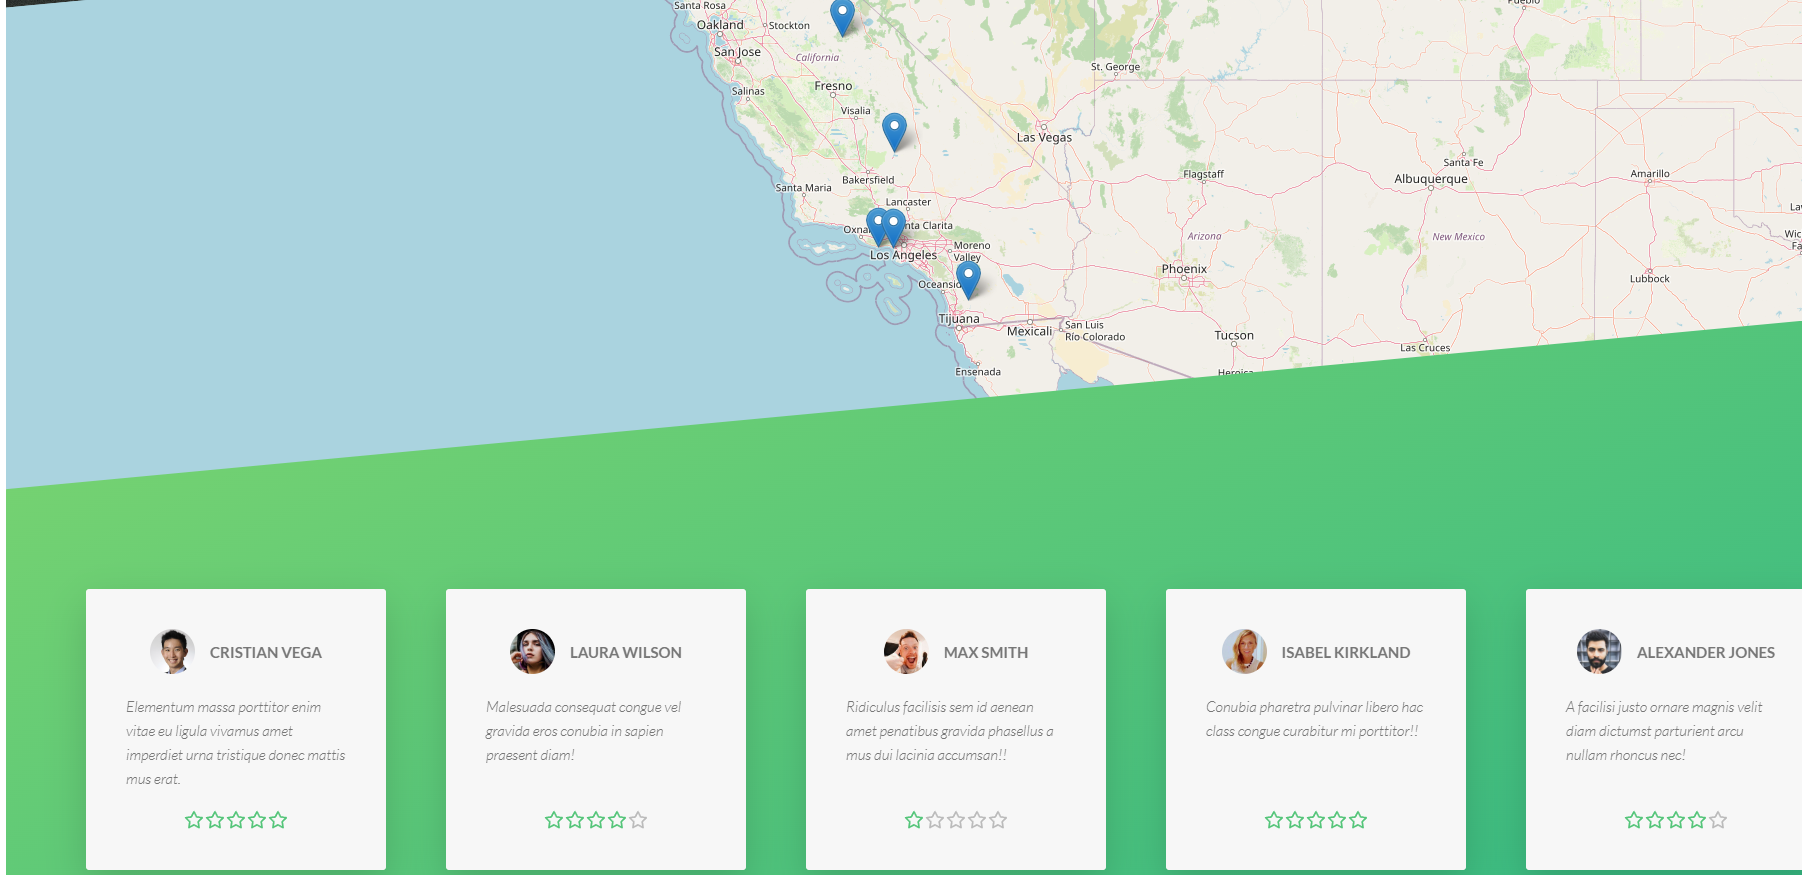 Santa Rosa
Oakland
Stockton
San Jose
California
St. George
Fresno
Salinas
Visalia
Las Vegas
Santa Fe
Bakersfield
Flagstaff
Albuquerque
Amarillo
Santa Maria
Lancaster
Santa Clarita
Arizona
New Mexico
Los Angeles
Moreno
Valley
Phoenix
Lubbock
Tijuana
Mexicali
San Luis
Río Colorado
Tucson
Las Cruces
Ensenada
CRISTIAN VEGA
Elementum massa porttitor enim
vitae eu ligula vivamus amet
imperdiet urna tristique donec mattis
mus erat.
LAURA WILSON
Malesuada consequat congue vel
gravida eros conubia in sapien
praesent diam!
MAX SMITH
Ridiculus facilisis sem id aenean
amet penatibus gravida phasellus a
mus dui lacinia accumsan!!
ISABEL KIRKLAND
Conubia pharetra pulvinar libero hac
class congue curabitur mi porttitor!!
ALEXANDER JONES
A facilisi justo ornare magnis velit
diam dictumst parturient arcu
nullam rhoncus nec!